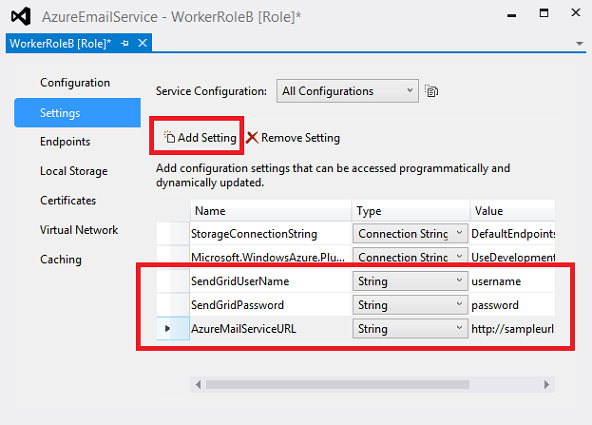 AzureEmailService - WorkerRoleB [Role]*
WorkerRoleB [Role]*
Configuration
Settings
Endpoints
Local Storage
Certificates
Virtual Network
Caching
Service Configuration: All Configurations
Add Setting Remove Setting
Add configuration settings that can be accessed programmatically and
dynamically updated.
Name Type Value
StorageConnectionString Connection String DefaultEndpoints
Microsoft.WindowsAzure.Plu... Connection String UseDevelopment
SendGridUserName String username
SendGridPassword String password
AzureMailServiceURL String http://sampleurl